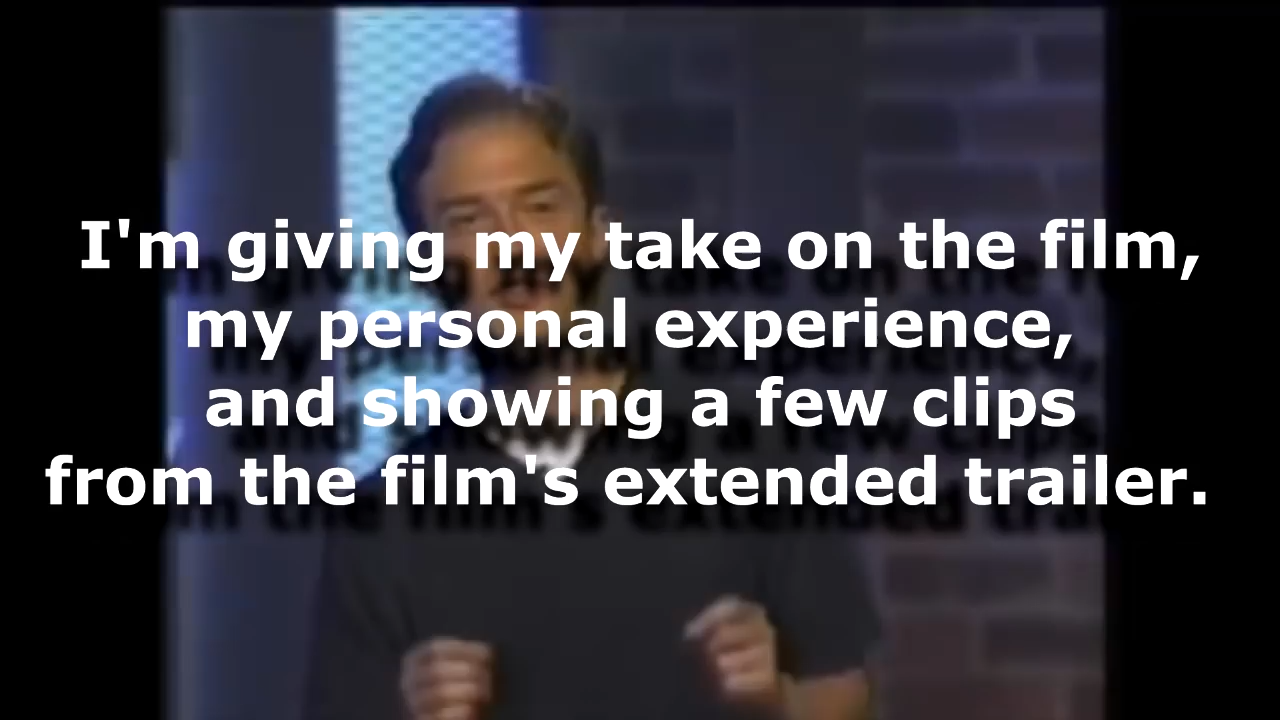 I'm giving my take on the film,
my personal experience,
and showing a few clips
from the film's extended trailer.